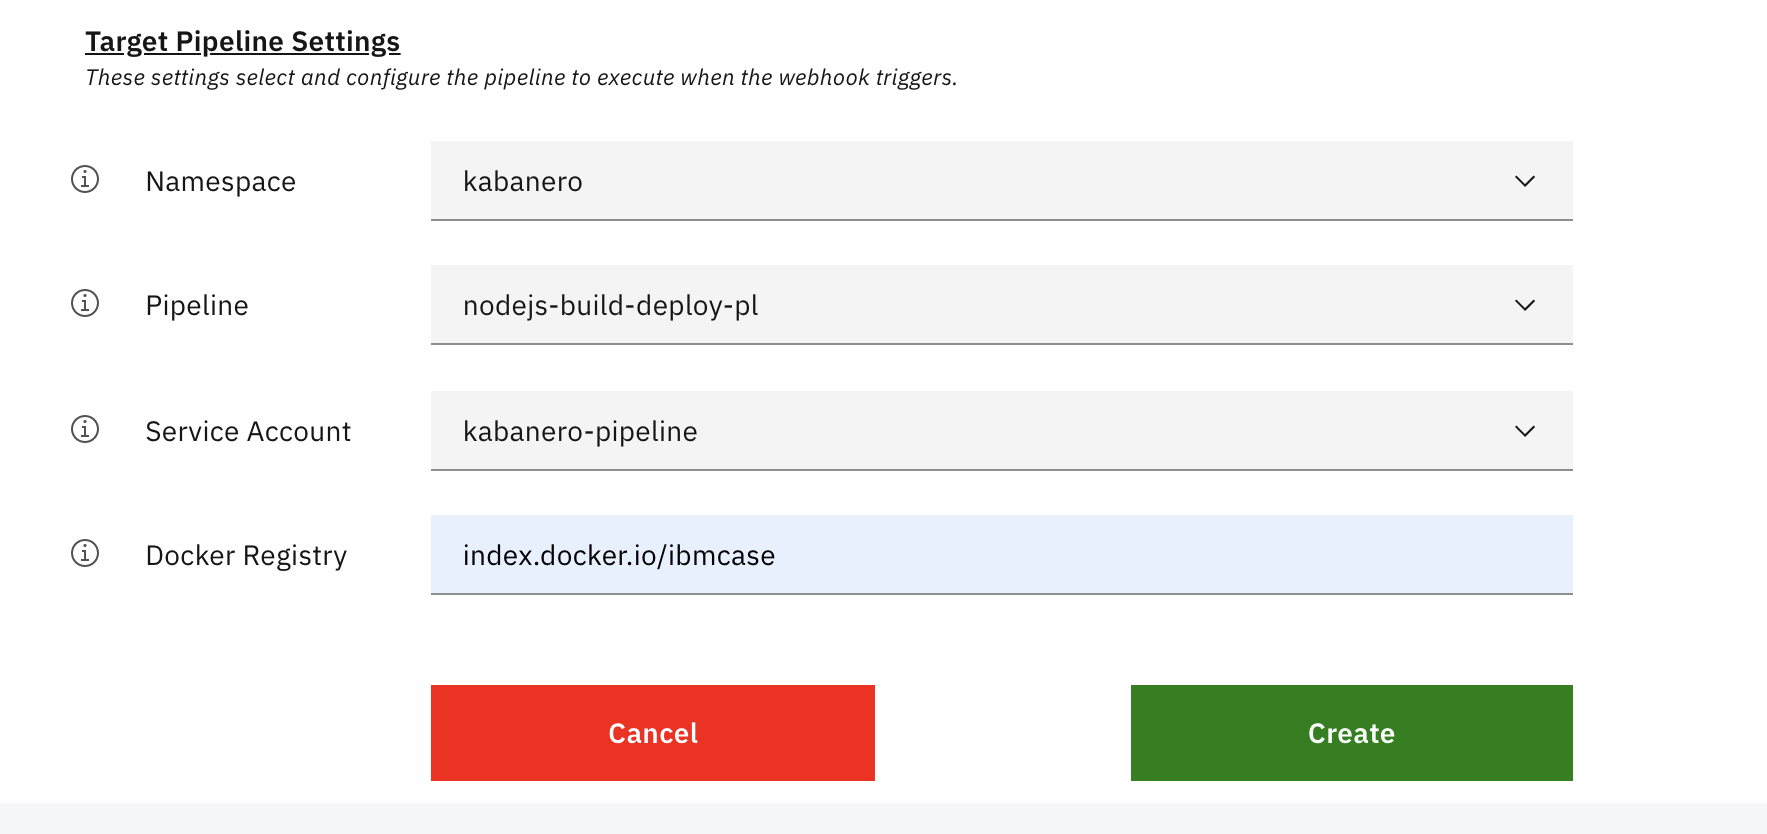 Target Pipeline Settings
These settings select and configure the pipeline to execute when the webhook triggers.
Namespace kabanero
Pipeline nodejs-build-deploy-pl
Service Account kabanero-pipeline
Docker Registry index.docker.io/ibmcase
Cancel Create